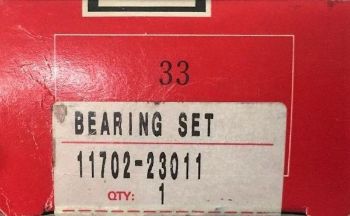 33
BEARING SET
11702-23011
QTY: 1